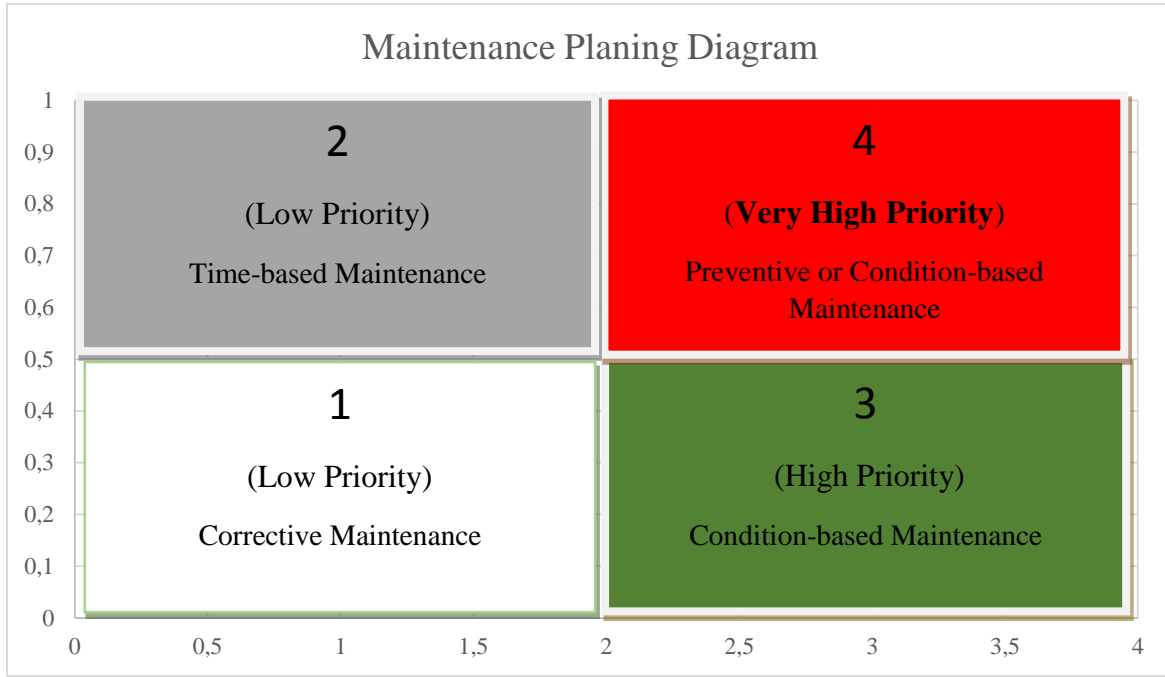 Maintenance Planing Diagram
1
0,9
0,8
0,7
0,6
0,5
0,4
0,3
0,2
0,1
0
2
(Low Priority)
Time-based Maintenance
4
(Very High Priority)
Preventive or Condition-based
Maintenance
1
(Low Priority)
Corrective Maintenance
3
(High Priority)
Condition-based Maintenance
0 0,5 1 1,5 2 2,5 3 3,5 4